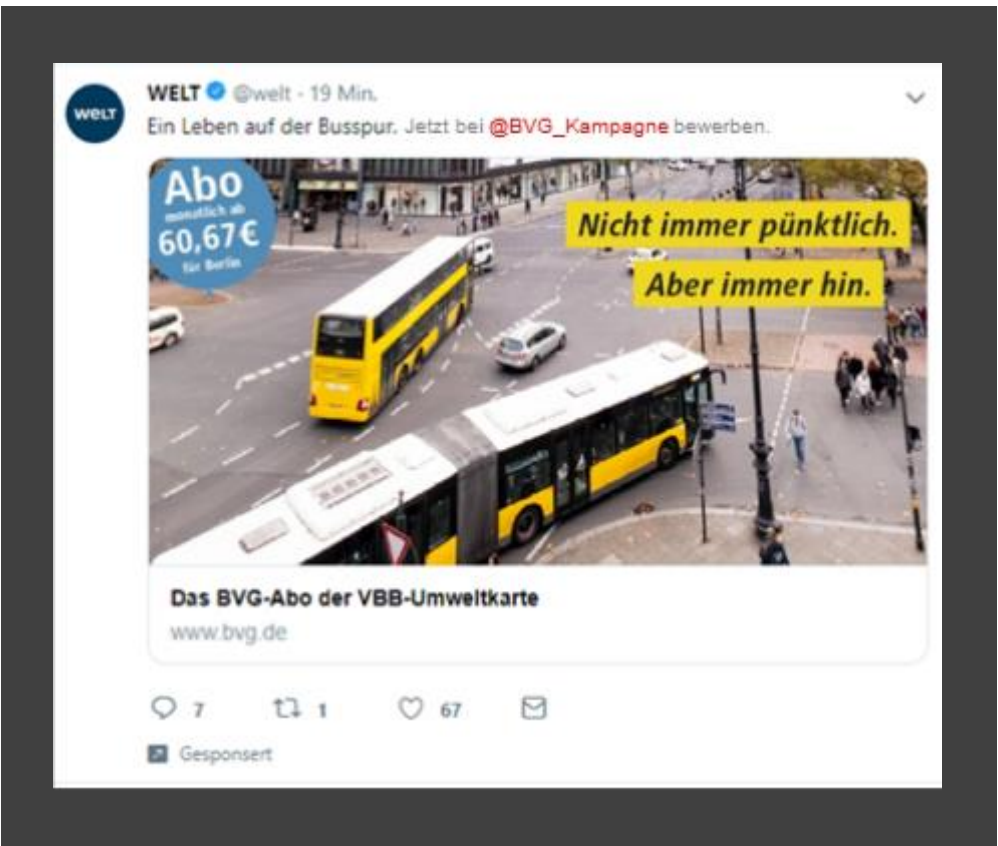 WELT
WELT @welt · 19 Min.
Ein Leben auf der Busspur. Jetzt bei @BVG_Kampagne bewerben.
Abo
monatlich ab
60,67€
für Berlin
Nicht immer pünktlich.
Aber immer hin.
Das BVG-Abo der VBB-Umweltkarte
www.bvg.de
7 1 67
Gesponsert